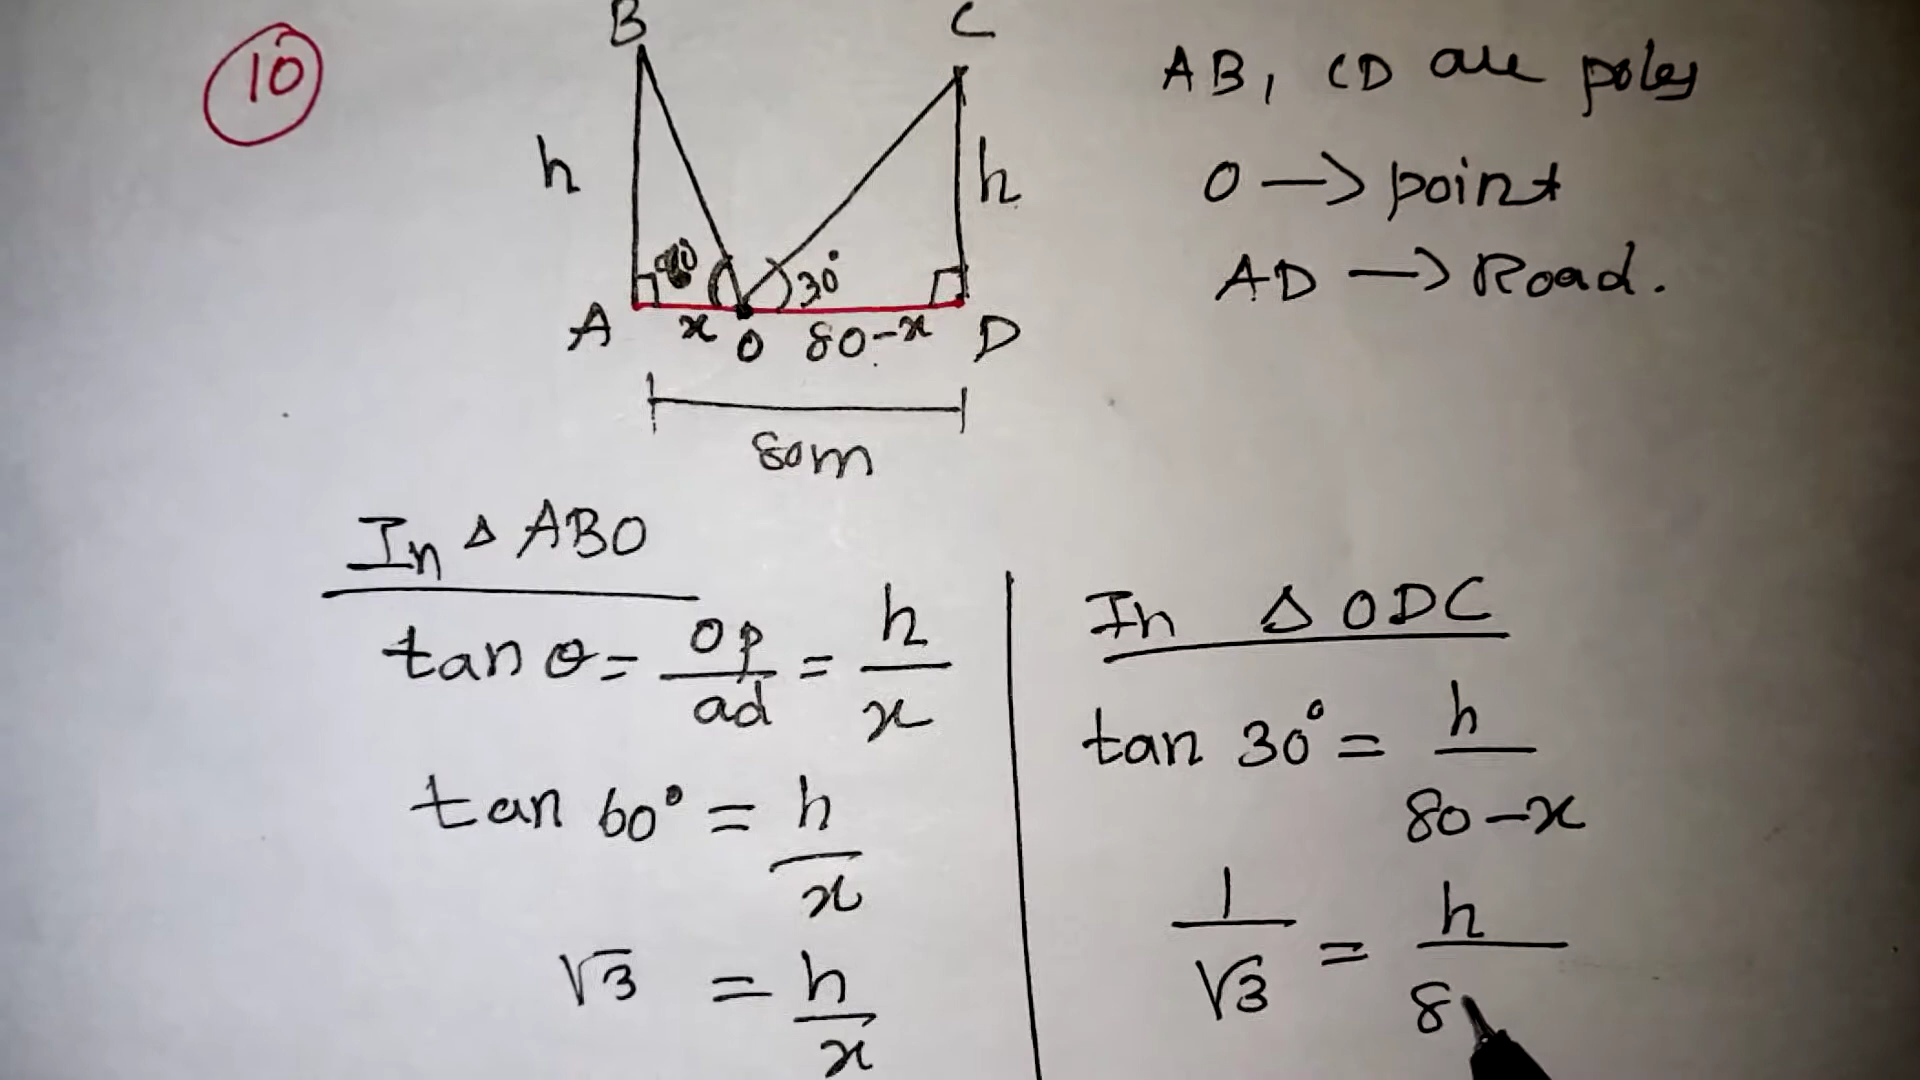 10
B C
h h
30°
A x O 80-x D
80m
AB, CD are poles
O → point
AD → Road.
In Δ ABO
tan θ = op/ad = h/x
tan 60° = h/x
√3 = h/x
In Δ ODC
tan 30° = h/80-x
1/√3 = h/8